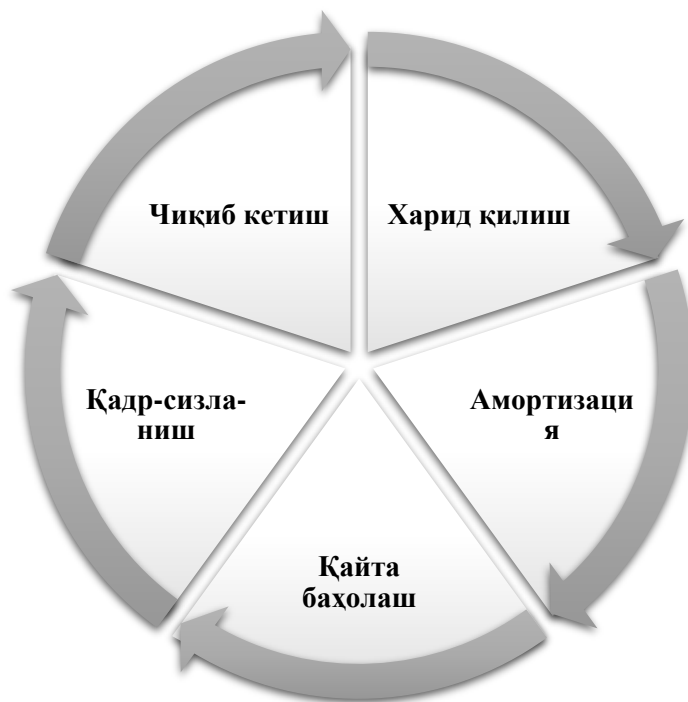 Чиқиб кетиш
Харид қилиш
Қадр-сизла-
ниш
Амортизаци
я
Қайта
баҳолаш